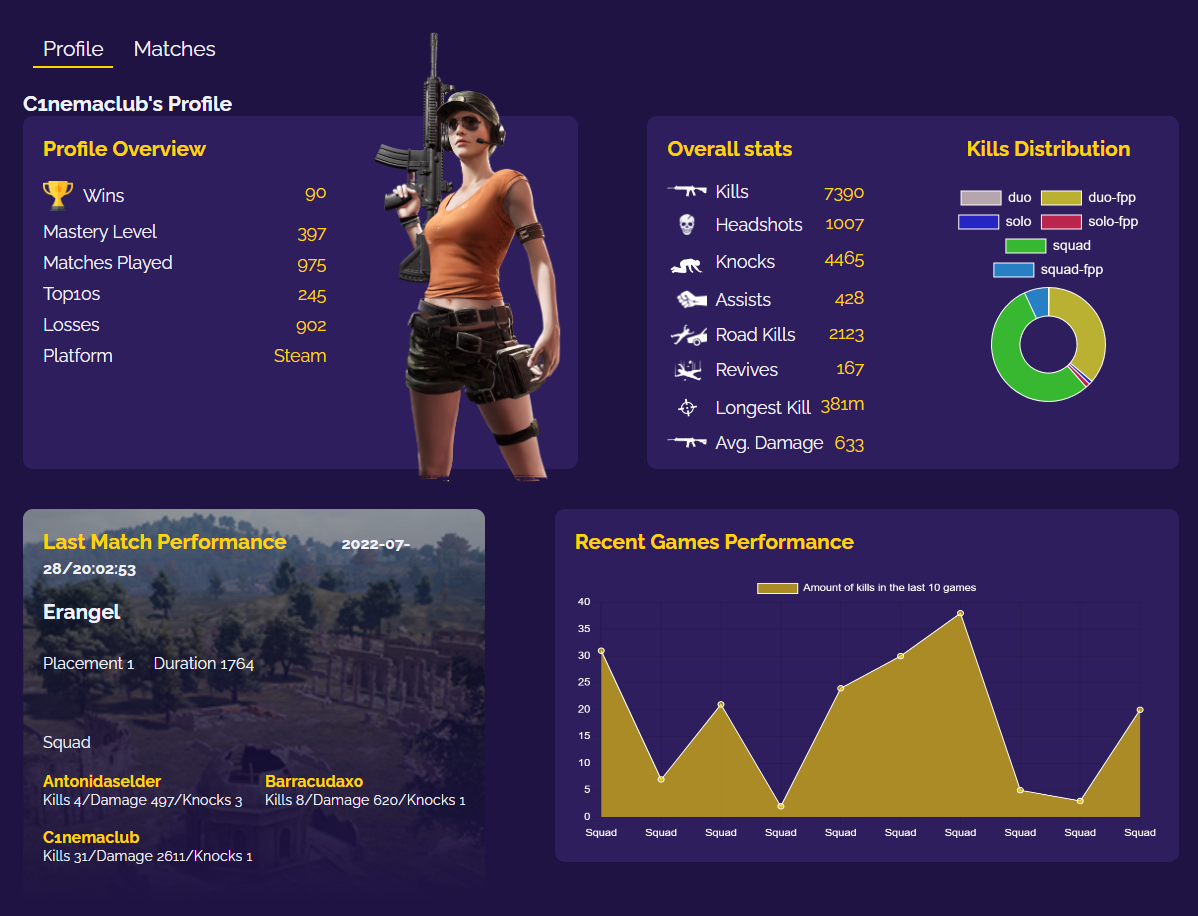 Profile Matches
C1nemaclub's Profile
Profile Overview
Wins 90
Mastery Level 397
Matches Played 975
Top10s 245
Losses 902
Platform Steam
Overall stats
Kills 7390
Headshots 1007
Knocks 4465
Assists 428
Road Kills 2123
Revives 167
Longest Kill 381m
Avg. Damage 633
Kills Distribution
duo duo-fpp
solo solo-fpp
squad
squad-fpp
Last Match Performance 2022-07-
28/20:02:53
Erangel
Placement 1 Duration 1764
Squad
Antonidaselder Barracudaxo
Kills 4/Damage 497/Knocks 3 Kills 8/Damage 620/Knocks 1
C1nemaclub
Kills 31/Damage 2611/Knocks 1
Recent Games Performance
Amount of kills in the last 10 games
40
35
30
25
20
15
10
5
0
Squad Squad Squad Squad Squad Squad Squad Squad Squad Squad